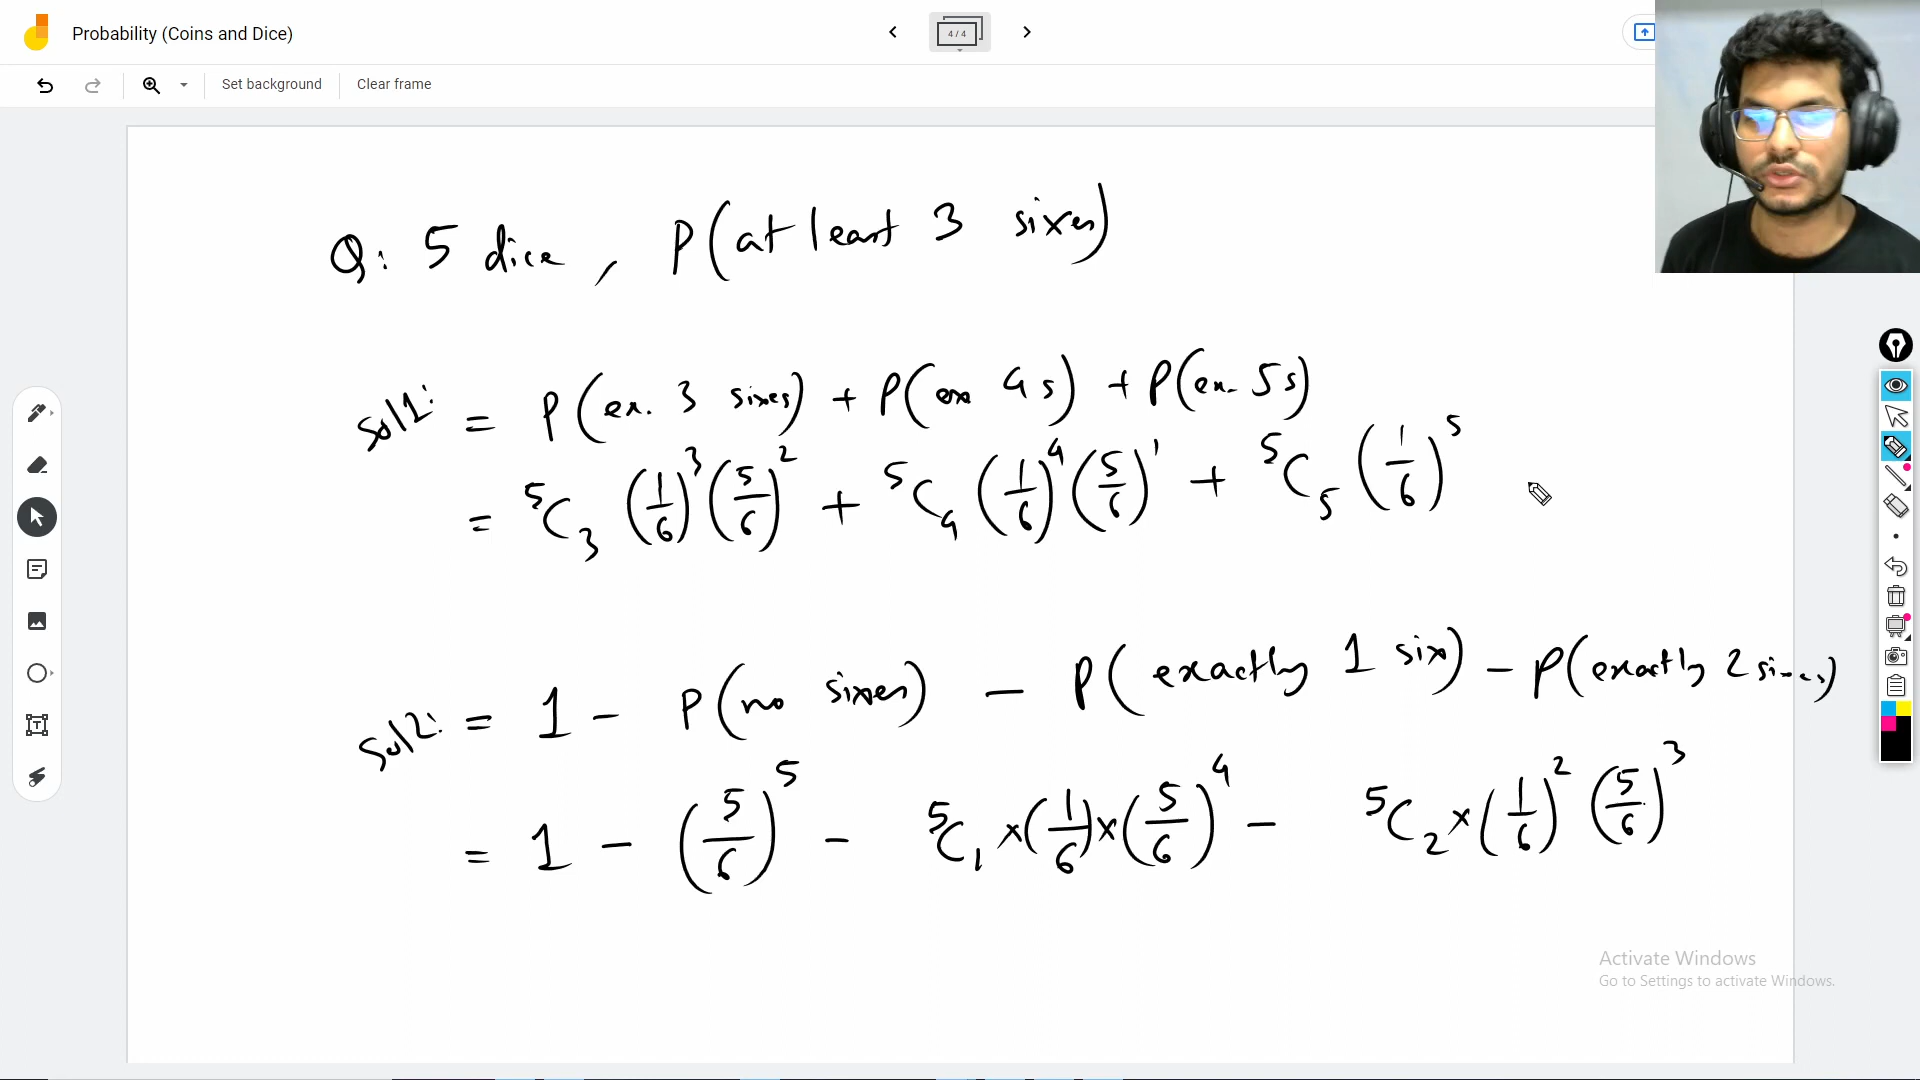 Probability (Coins and Dice)
4 / 4
Set background
Clear frame
Q: 5 dice, P(at least 3 sixes)
Sol1: = P(ex. 3 sixes) + P(ex 4 s) + P(ex. 5 s)
= ⁵C₃ (1/6)³ (5/6)² + ⁵C₄ (1/6)⁴ (5/6)¹ + ⁵C₅ (1/6)⁵
Sol2: = 1 - P(no sixes) - P(exactly 1 six) - P(exactly 2 sixes)
= 1 - (5/6)⁵ - ⁵C₁ × (1/6) × (5/6)⁴ - ⁵C₂ × (1/6)² (5/6)³
Activate Windows
Go to Settings to activate Windows.